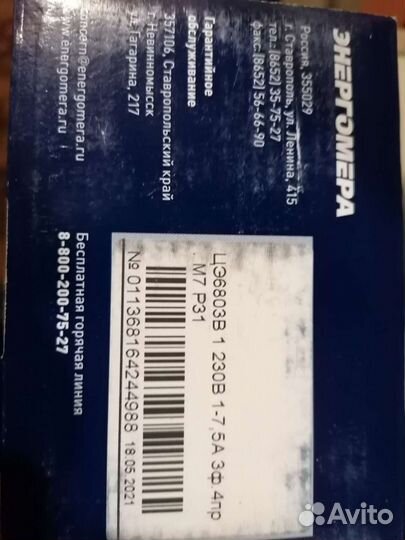 ЭНЕРГОМЕРА
Россия, 355029
г. Ставрополь, ул. Ленина, 415
тел.: (8652) 35-75-27
факс: (8652) 56-66-90
Гарантийное
обслуживание
357106, Ставропольский край
г. Невинномысск
ул. Гагарина, 217
concern@energomera.ru
www.energomera.ru
Бесплатная горячая линия
8-800-200-75-27
ЦЭ6803В 1 230В 1-7,5А 3ф 4пр
М7 Р31
№ 011368164244988 18.05.2021
Avito